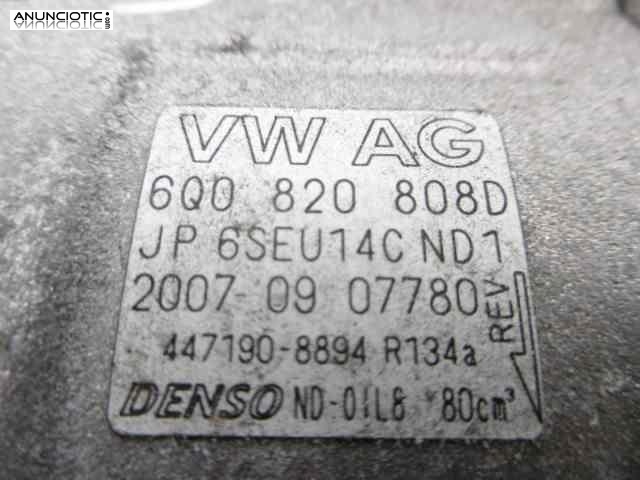 ANUNCIOTIC.com
VW AG
6Q0 820 808D
JP 6SEU14C ND1
2007-09 07780
REV
447190-8894 R134a
DENSO ND-OIL8 80cm³